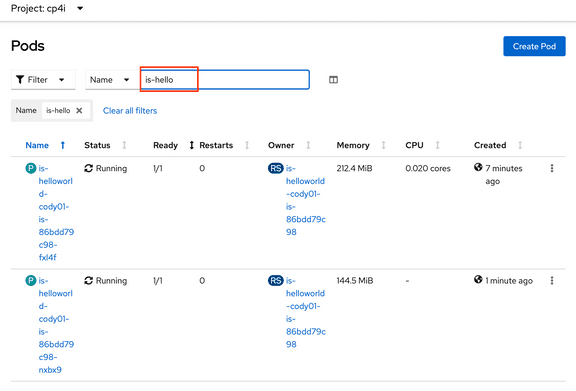 Project: cp4i
Pods
Create Pod
Filter Name is-hello
Name is-hello Clear all filters
Name Status Ready Restarts Owner Memory CPU Created
P is-helloworld-cody01-is-86bdd79c98-fxl4f Running 1/1 0 RS is-helloworld-cody01-is-86bdd79c98 212.4 MiB 0.020 cores 7 minutes ago
P is-helloworld-cody01-is-86bdd79c98-nxbx9 Running 1/1 0 RS is-helloworld-cody01-is-86bdd79c98 144.5 MiB - 1 minute ago